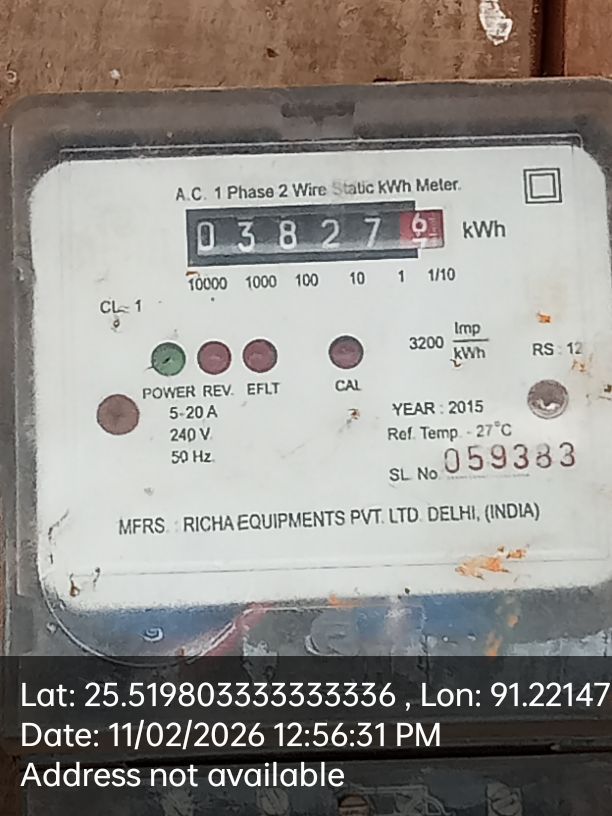 A.C. 1 Phase 2 Wire Static kWh Meter.
0 3 8 2 7 6 kWh
7
10000 1000 100 10 1 1/10
CL- 1
3200 Imp
kWh
RS : 12
POWER REV. EFLT CAL
5-20 A
240 V.
50 Hz.
YEAR : 2015
Ref. Temp. - 27°C
SL. No. 059383
MFRS. : RICHA EQUIPMENTS PVT. LTD. DELHI, (INDIA)
Lat: 25.519803333333336 , Lon: 91.22147
Date: 11/02/2026 12:56:31 PM
Address not available